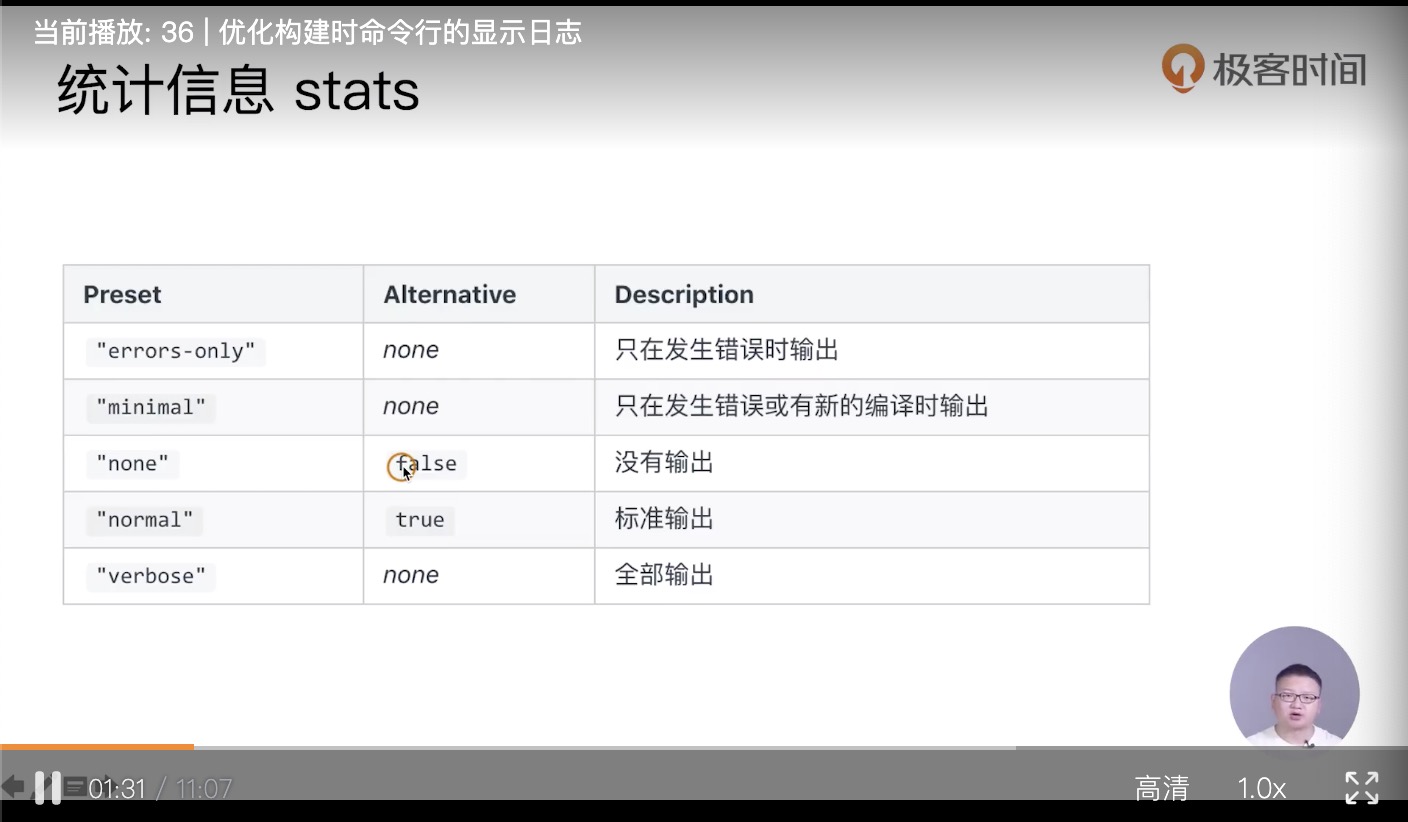 当前播放: 36 | 优化构建时命令行的显示日志
统计信息 stats
极客时间
Preset Alternative Description
"errors-only" none 只在发生错误时输出
"minimal" none 只在发生错误或有新的编译时输出
"none" false 没有输出
"normal" true 标准输出
"verbose" none 全部输出
01:31 / 11:07 高清 1.0x